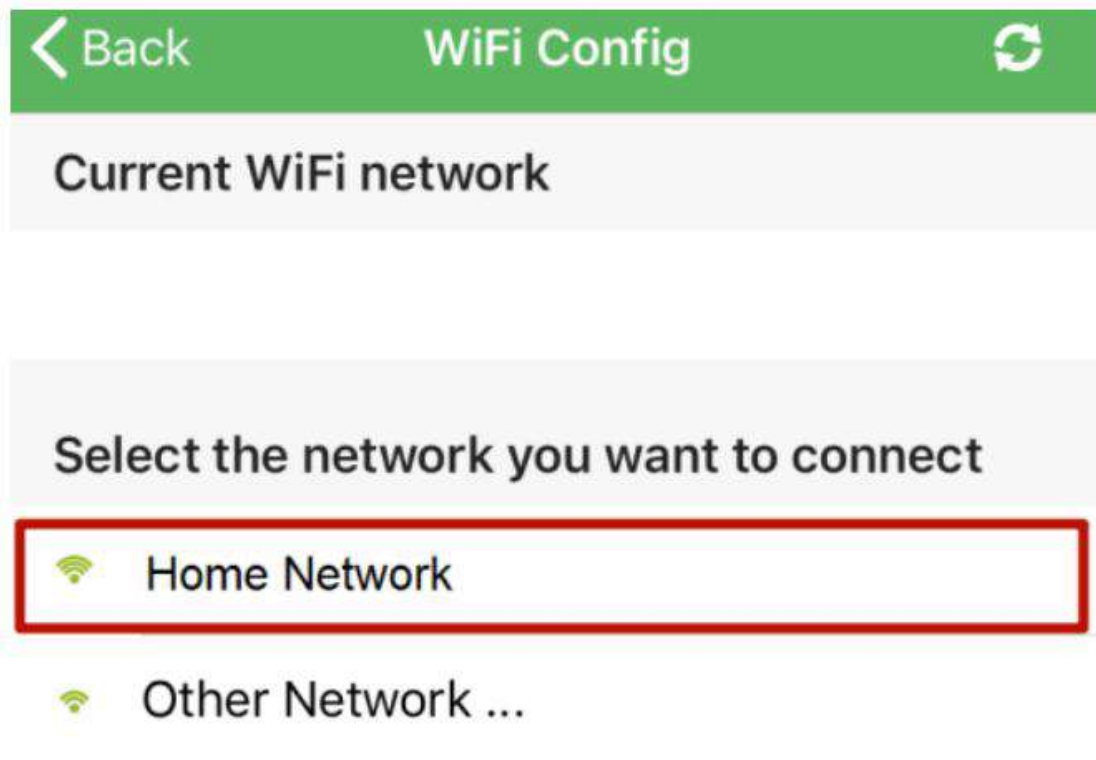 Back
WiFi Config
Current WiFi network
Select the network you want to connect
Home Network
Other Network ...